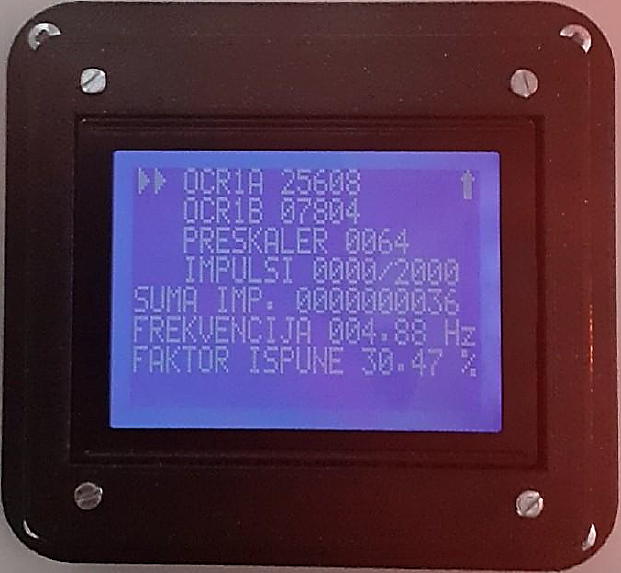 OCR1A 25608
OCR1B 07804
PRESKALER 0064
IMPULSI 0000/2000
SUMA IMP. 0000000036
FREKVENCIJA 004.88 Hz
FAKTOR ISPUNE 30.47 %